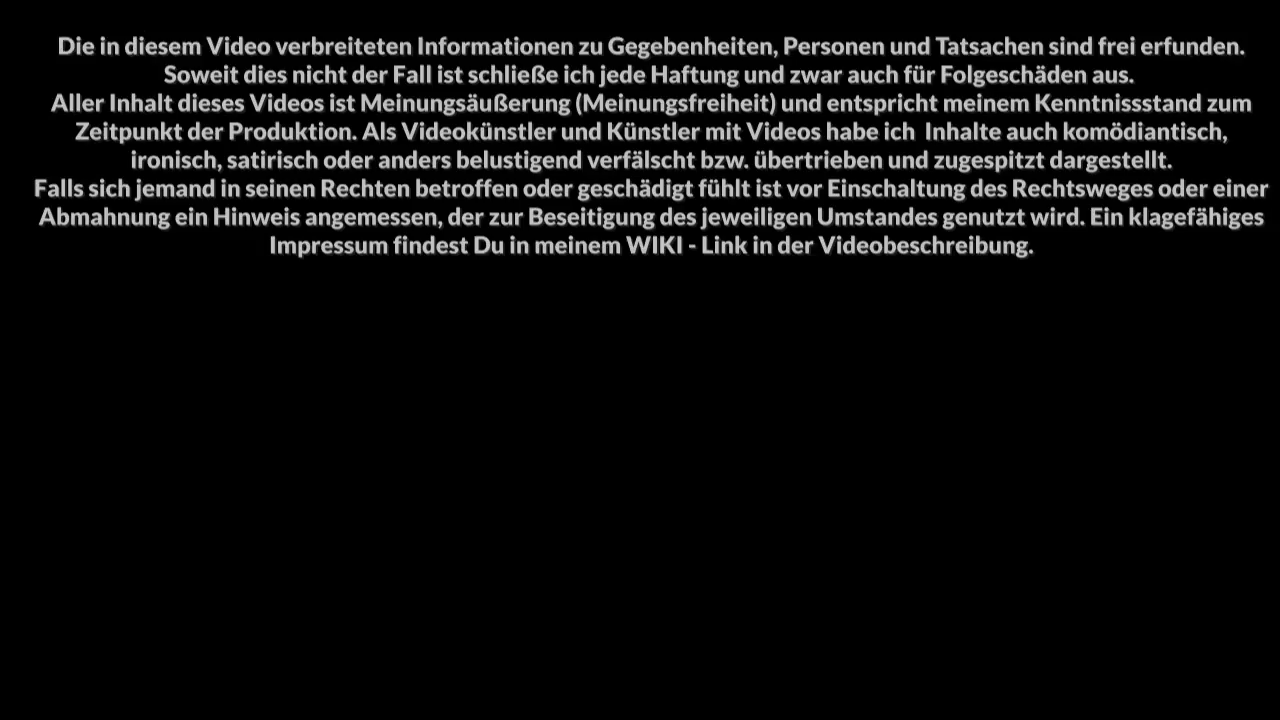 Die in diesem Video verbreiteten Informationen zu Gegebenheiten, Personen und Tatsachen sind frei erfunden.
Soweit dies nicht der Fall ist schließe ich jede Haftung und zwar auch für Folgeschäden aus.
Aller Inhalt dieses Videos ist Meinungsäußerung (Meinungsfreiheit) und entspricht meinem Kenntnissstand zum
Zeitpunkt der Produktion. Als Videokünstler und Künstler mit Videos habe ich  Inhalte auch komödiantisch,
ironisch, satirisch oder anders belustigend verfälscht bzw. übertrieben und zugespitzt dargestellt.
Falls sich jemand in seinen Rechten betroffen oder geschädigt fühlt ist vor Einschaltung des Rechtsweges oder einer
Abmahnung ein Hinweis angemessen, der zur Beseitigung des jeweiligen Umstandes genutzt wird. Ein klagefähiges
Impressum findest Du in meinem WIKI - Link in der Videobeschreibung.